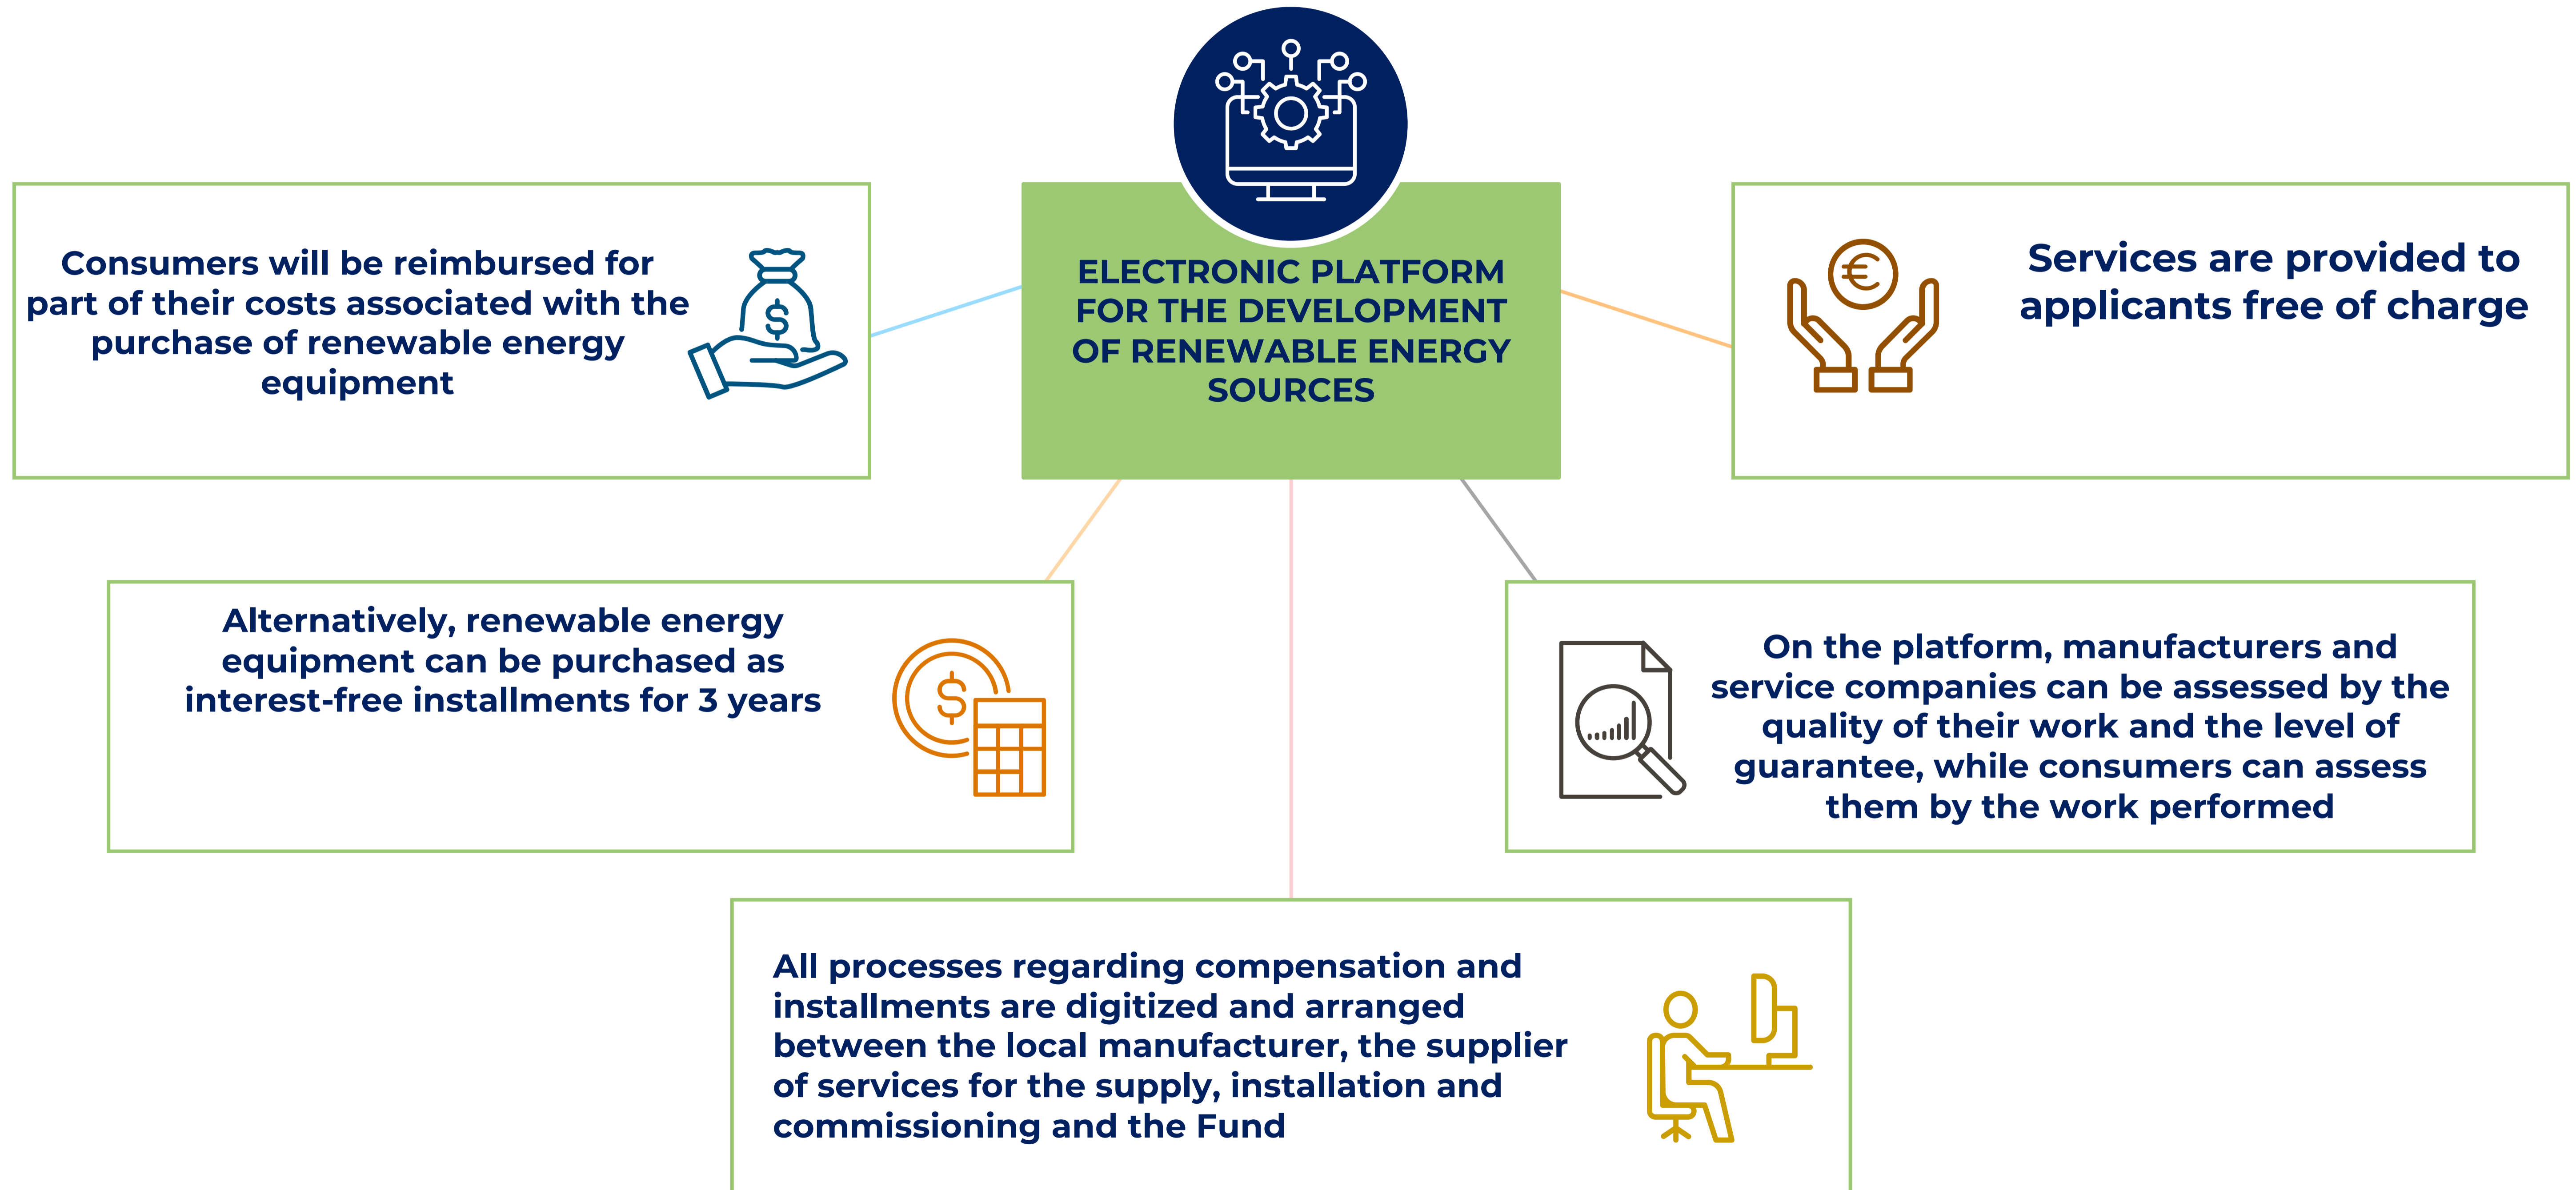 ELECTRONIC PLATFORM
FOR THE DEVELOPMENT
OF RENEWABLE ENERGY
SOURCES
Consumers will be reimbursed for
part of their costs associated with the
purchase of renewable energy
equipment
$
€
Services are provided to
applicants free of charge
Alternatively, renewable energy
equipment can be purchased as
interest-free installments for 3 years
$
On the platform, manufacturers and
service companies can be assessed by the
quality of their work and the level of
guarantee, while consumers can assess
them by the work performed
All processes regarding compensation and
installments are digitized and arranged
between the local manufacturer, the supplier
of services for the supply, installation and
commissioning and the Fund